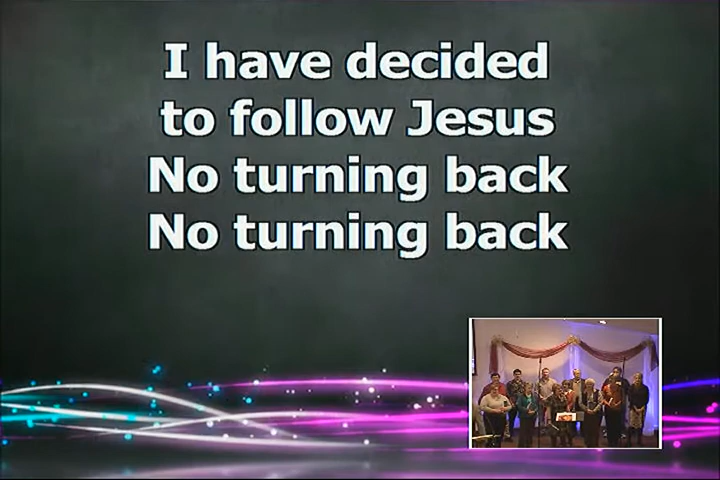 I have decided
to follow Jesus
No turning back
No turning back